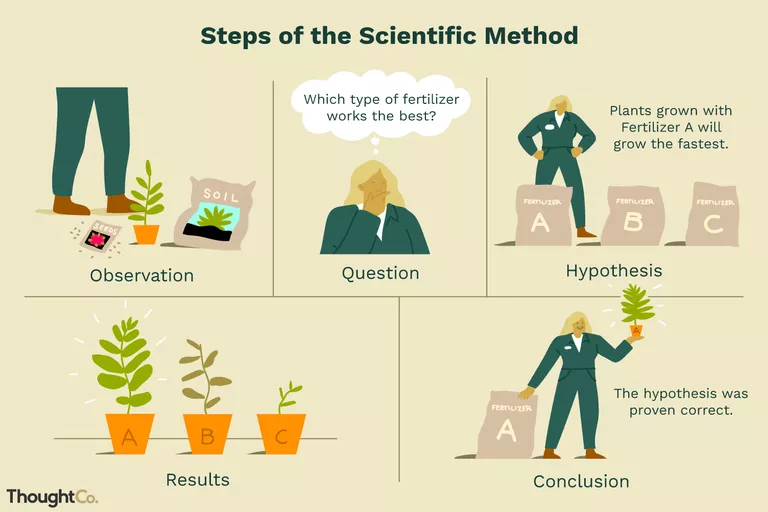 Steps of the Scientific Method
SOIL
SEEDS
Observation
Which type of fertilizer
works the best?
Question
Plants grown with
Fertilizer A will
grow the fastest.
FERTILIZER
A
FERTILIZER
B
FERTILIZER
C
Hypothesis
A
B
C
Results
A
The hypothesis was
proven correct.
FERTILIZER
A
Conclusion
ThoughtCo.